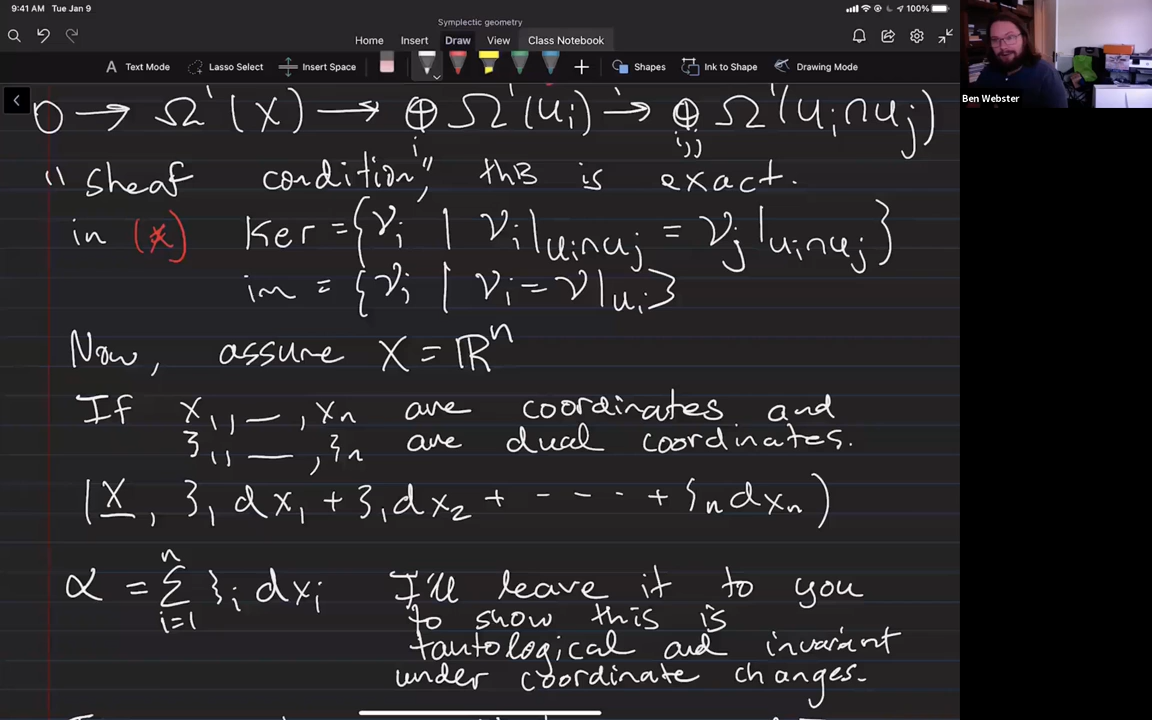 9:41 AM Tue Jan 9
100%
Symplectic geometry
Home Insert Draw View Class Notebook
Text Mode Lasso Select Insert Space Shapes Ink to Shape Drawing Mode
Ben Webster
0 → Ω¹(X) → ⊕ᵢ Ω¹(Uᵢ) → ⊕ᵢ,ⱼ Ω¹(Uᵢ∩Uⱼ)
"sheaf condition", this is exact.
in (*) Ker = {νᵢ | νᵢ|Uᵢ∩Uⱼ = νⱼ|Uᵢ∩Uⱼ}
im = {νᵢ | νᵢ = ν|Uᵢ}
Now, assume X = ℝⁿ
If x₁, —, xₙ are coordinates and
ξ₁, —, ξₙ are dual coordinates.
(X, ξ₁dx₁ + ξ₁dx₂ + - - - · + ξₙdxₙ)
α = Σⁿᵢ₌₁ ξᵢ dxᵢ I'll leave it to you
to show this is
tautological and invariant
under coordinate changes.